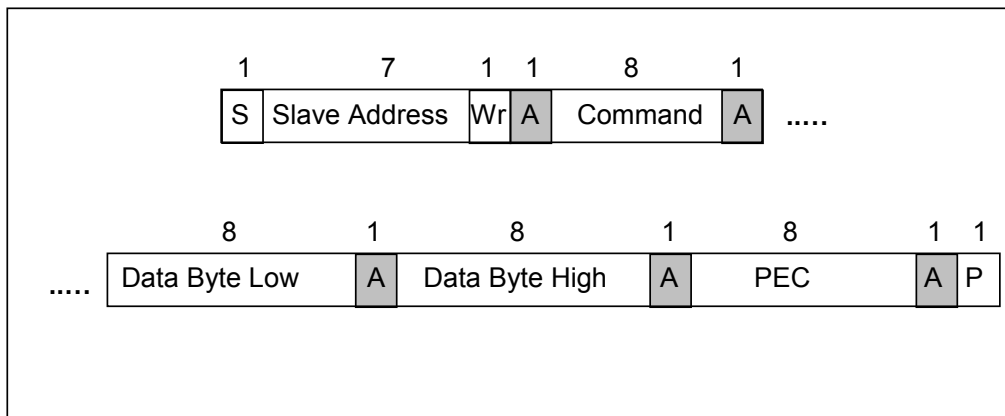 1 7 1 1 8 1
S Slave Address Wr A Command A .....
8 1 8 1 8 1 1
..... Data Byte Low A Data Byte High A PEC A P